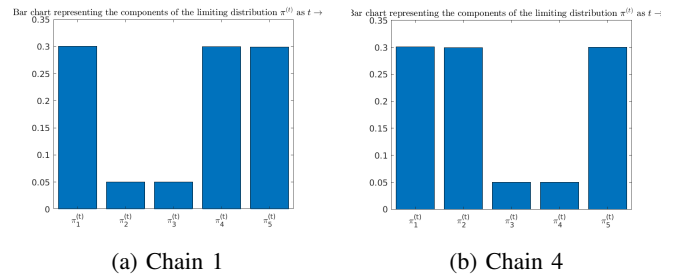 Bar chart representing the components of the limiting distribution π^(t) as t →
0.35
0.3
0.25
0.2
0.15
0.1
0.05
0
π_1^(t) π_2^(t) π_3^(t) π_4^(t) π_5^(t)
(a) Chain 1
Bar chart representing the components of the limiting distribution π^(t) as t →
0.35
0.3
0.25
0.2
0.15
0.1
0.05
0
π_1^(t) π_2^(t) π_3^(t) π_4^(t) π_5^(t)
(b) Chain 4